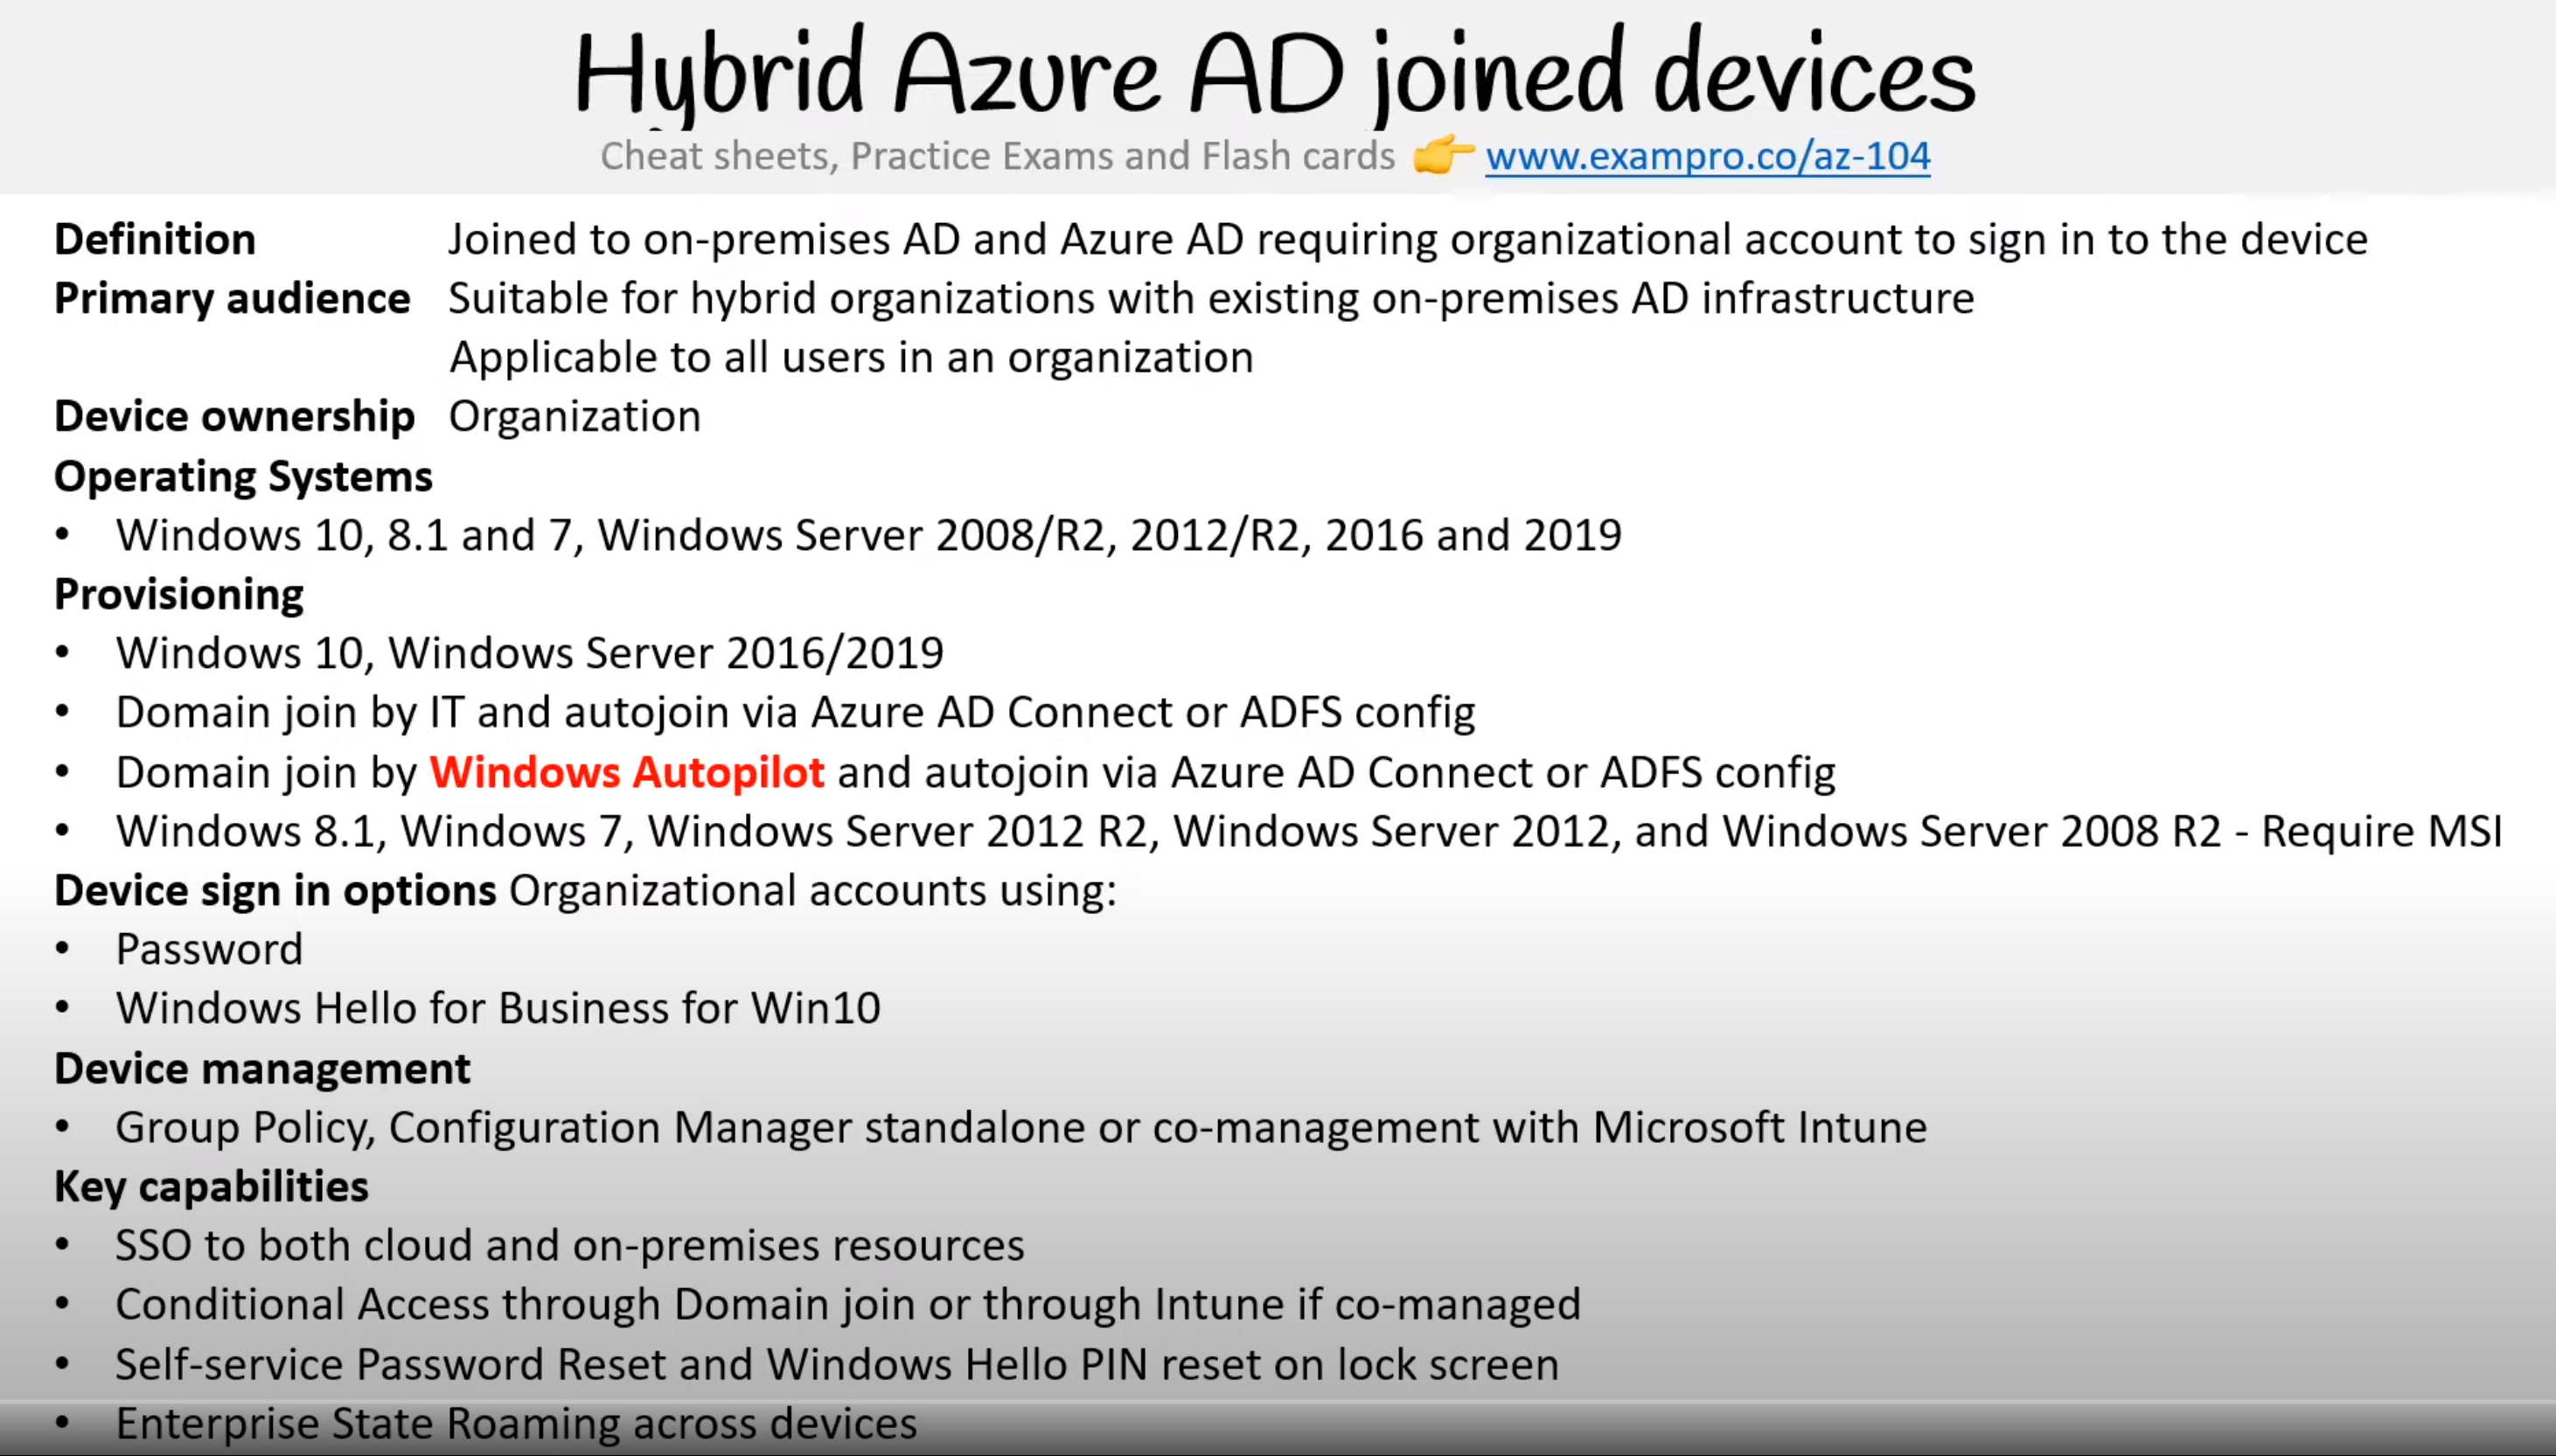 Hybrid Azure AD joined devices
Cheat sheets, Practice Exams and Flash cards 👉 www.exampro.co/az-104
Definition Joined to on-premises AD and Azure AD requiring organizational account to sign in to the device
Primary audience Suitable for hybrid organizations with existing on-premises AD infrastructure
Applicable to all users in an organization
Device ownership Organization
Operating Systems
• Windows 10, 8.1 and 7, Windows Server 2008/R2, 2012/R2, 2016 and 2019
Provisioning
• Windows 10, Windows Server 2016/2019
• Domain join by IT and autojoin via Azure AD Connect or ADFS config
• Domain join by Windows Autopilot and autojoin via Azure AD Connect or ADFS config
• Windows 8.1, Windows 7, Windows Server 2012 R2, Windows Server 2012, and Windows Server 2008 R2 - Require MSI
Device sign in options Organizational accounts using:
• Password
• Windows Hello for Business for Win10
Device management
• Group Policy, Configuration Manager standalone or co-management with Microsoft Intune
Key capabilities
• SSO to both cloud and on-premises resources
• Conditional Access through Domain join or through Intune if co-managed
• Self-service Password Reset and Windows Hello PIN reset on lock screen
• Enterprise State Roaming across devices